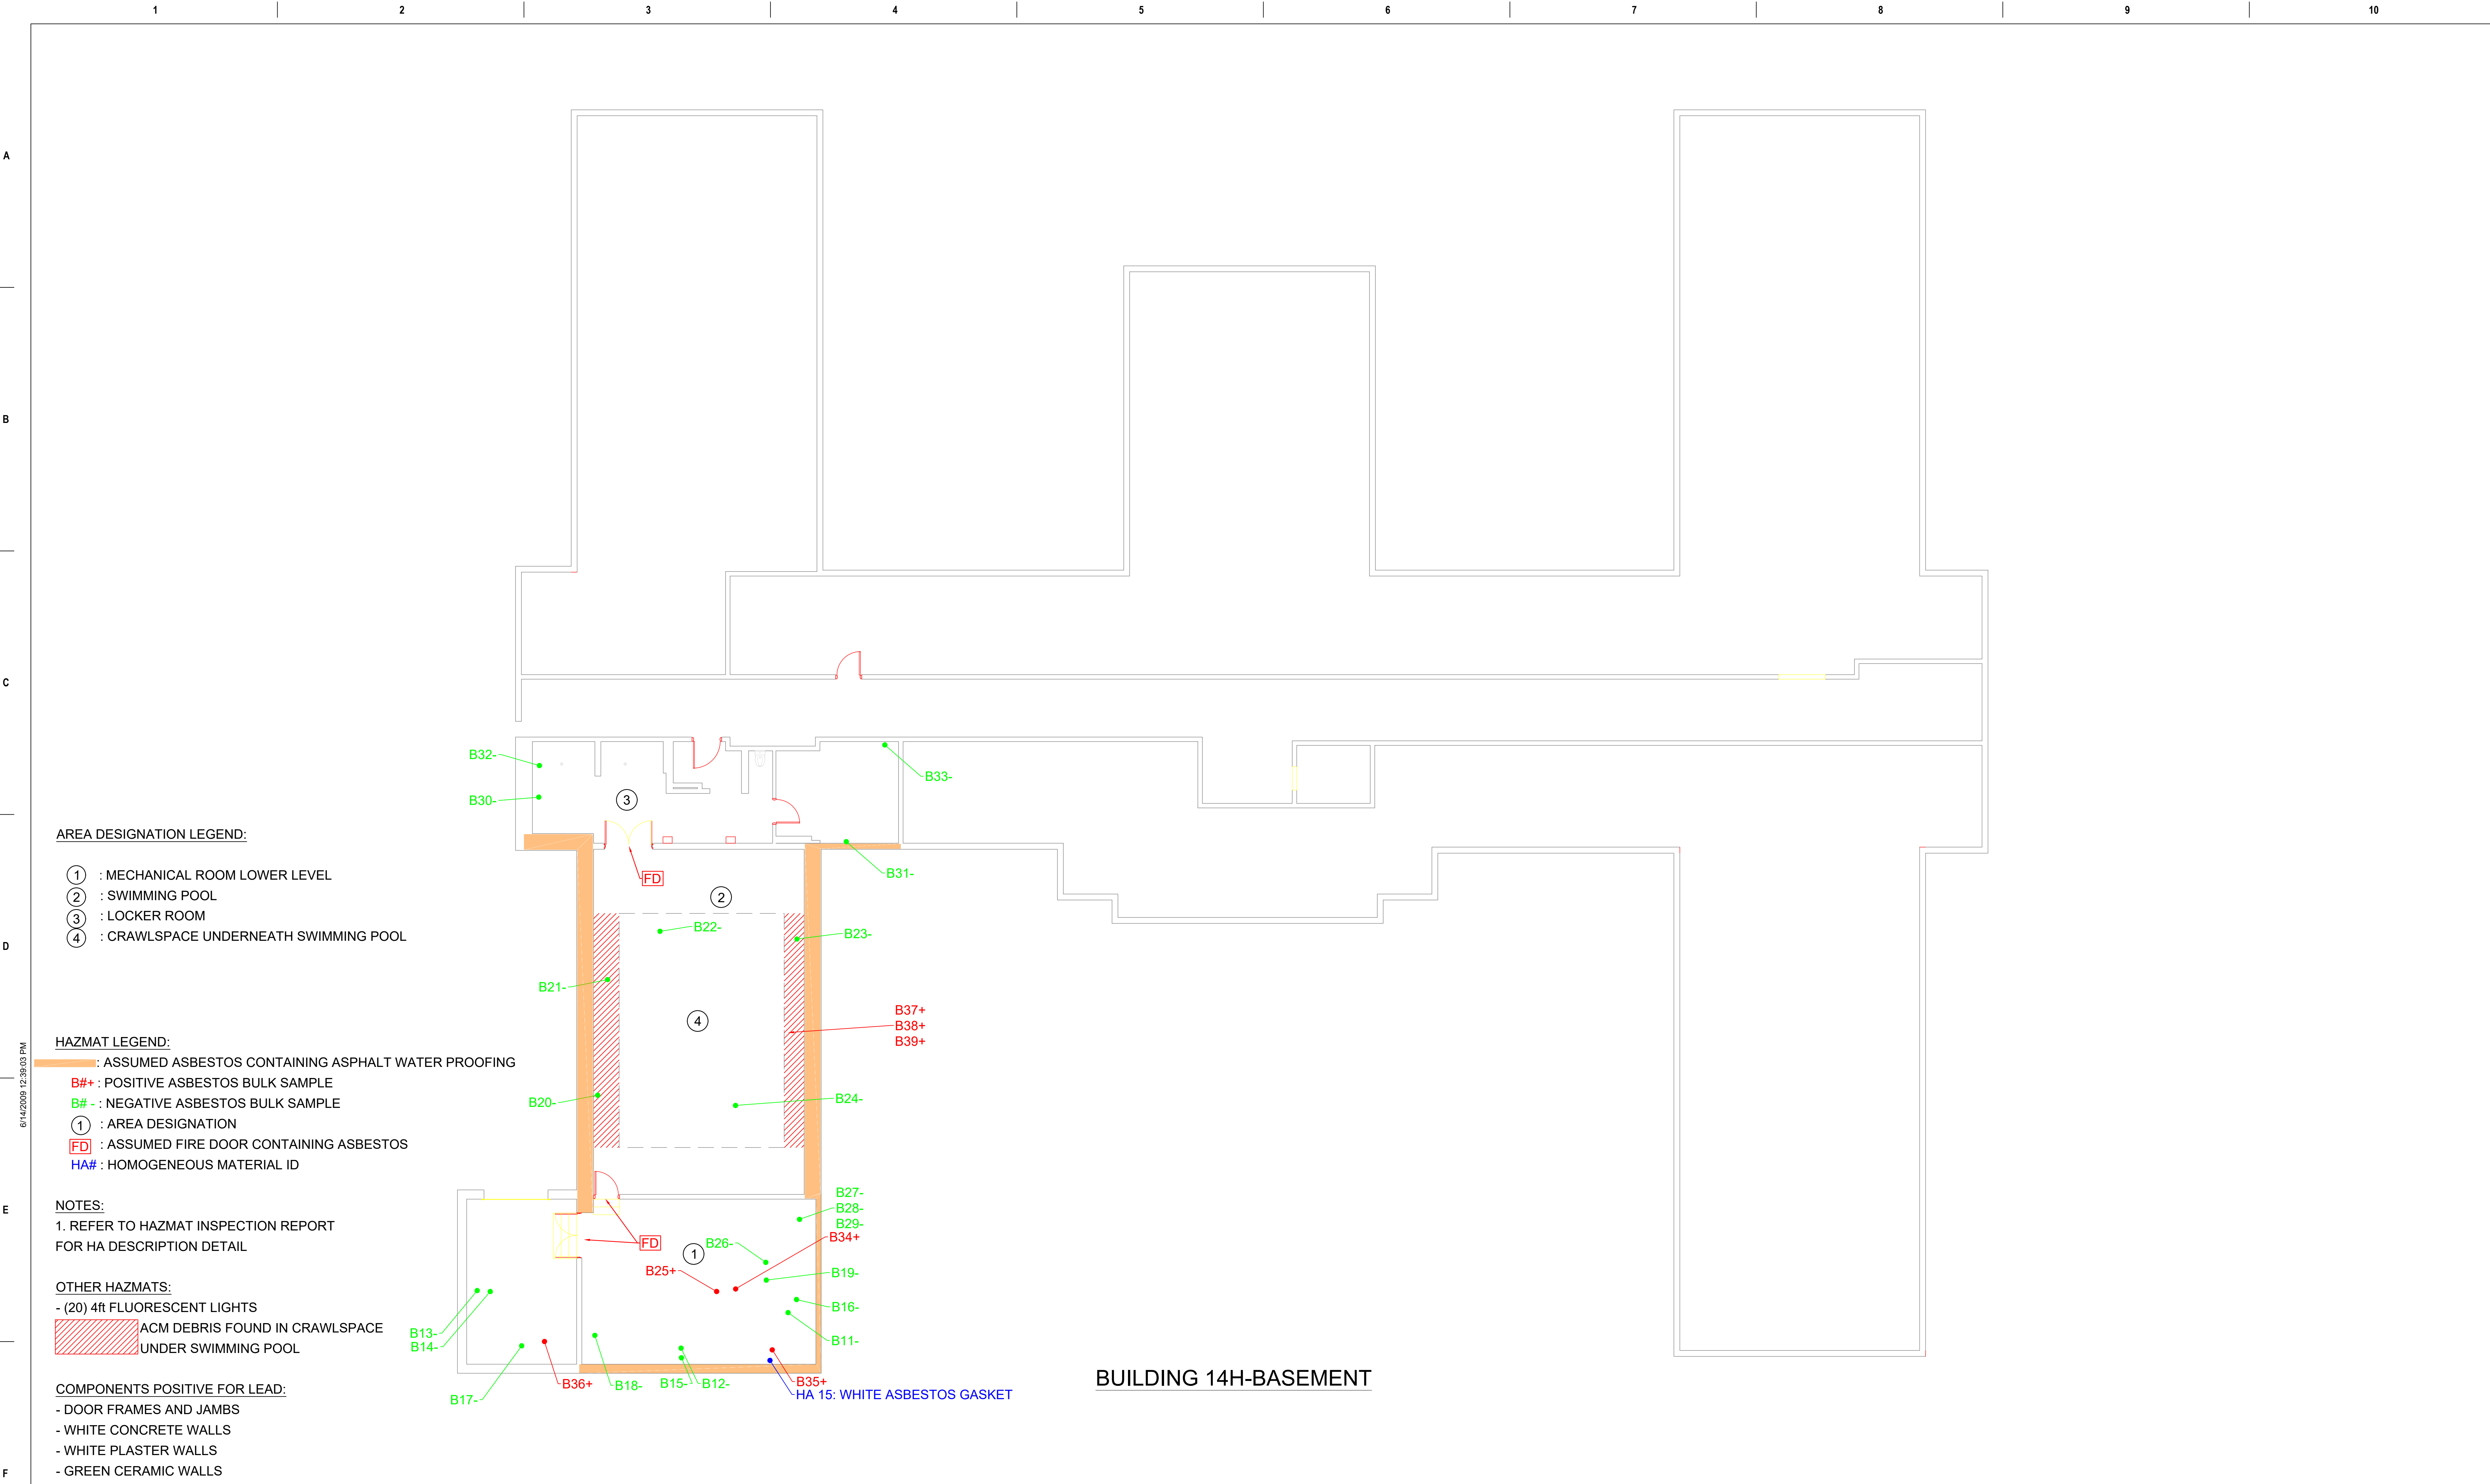 1 2 3 4 5 6 7 8 9 10
A
B
C
D
E
F
B32-
B30-
B33-
B31-
3
FD
2
B22-
B23-
B21-
4
B37+
B38+
B39+
B20-
B24-
B27-
B28-
B29-
B34+
B26-
FD
1
B25+
B19-
B16-
B11-
B13-
B14-
B17-
B36+
B18-
B15-
B12-
B35+
HA 15: WHITE ASBESTOS GASKET
BUILDING 14H-BASEMENT
AREA DESIGNATION LEGEND:
1 : MECHANICAL ROOM LOWER LEVEL
2 : SWIMMING POOL
3 : LOCKER ROOM
4 : CRAWLSPACE UNDERNEATH SWIMMING POOL
HAZMAT LEGEND:
: ASSUMED ASBESTOS CONTAINING ASPHALT WATER PROOFING
B#+ : POSITIVE ASBESTOS BULK SAMPLE
B# - : NEGATIVE ASBESTOS BULK SAMPLE
1 : AREA DESIGNATION
FD : ASSUMED FIRE DOOR CONTAINING ASBESTOS
HA# : HOMOGENEOUS MATERIAL ID
NOTES:
1. REFER TO HAZMAT INSPECTION REPORT
FOR HA DESCRIPTION DETAIL
OTHER HAZMATS:
- (20) 4ft FLUORESCENT LIGHTS
ACM DEBRIS FOUND IN CRAWLSPACE
UNDER SWIMMING POOL
COMPONENTS POSITIVE FOR LEAD:
- DOOR FRAMES AND JAMBS
- WHITE CONCRETE WALLS
- WHITE PLASTER WALLS
- GREEN CERAMIC WALLS
6/14/2009 12:39:03 PM